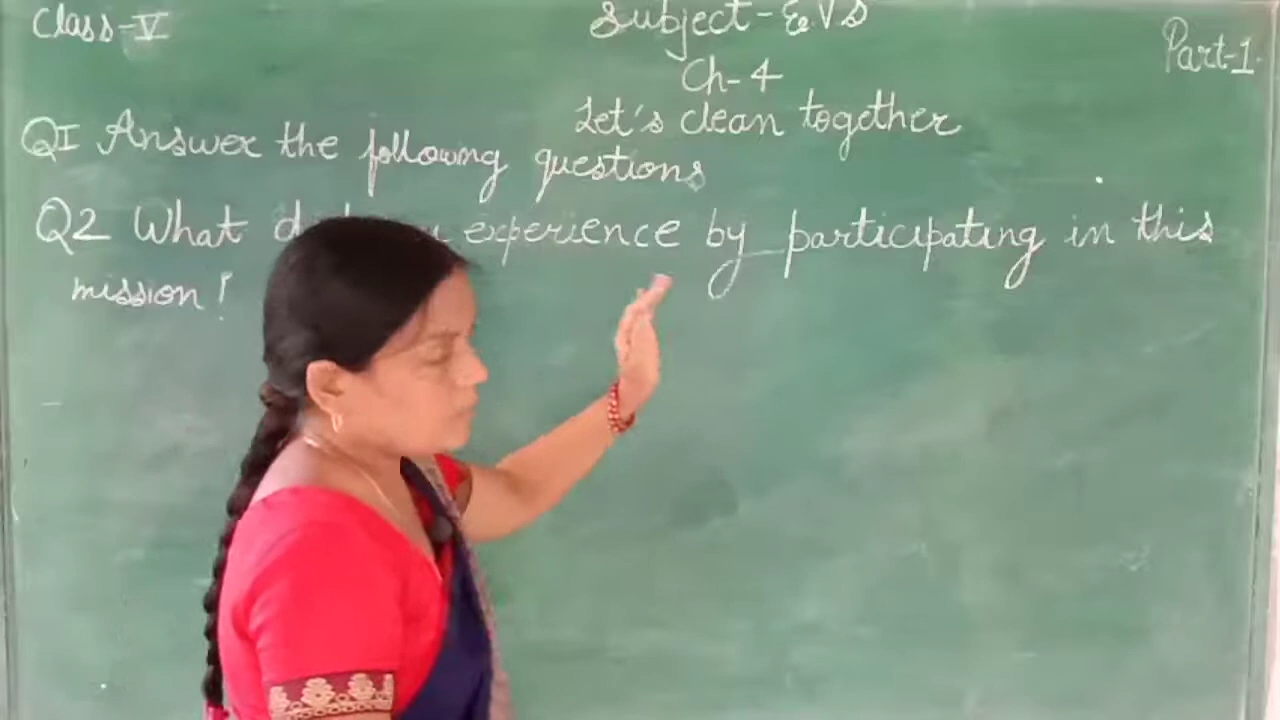 Class-V
Subject-EVS
Part-1
Ch-4
Let's clean together
Q1 Answer the following questions
Q2 What experience by participating in this
mission!